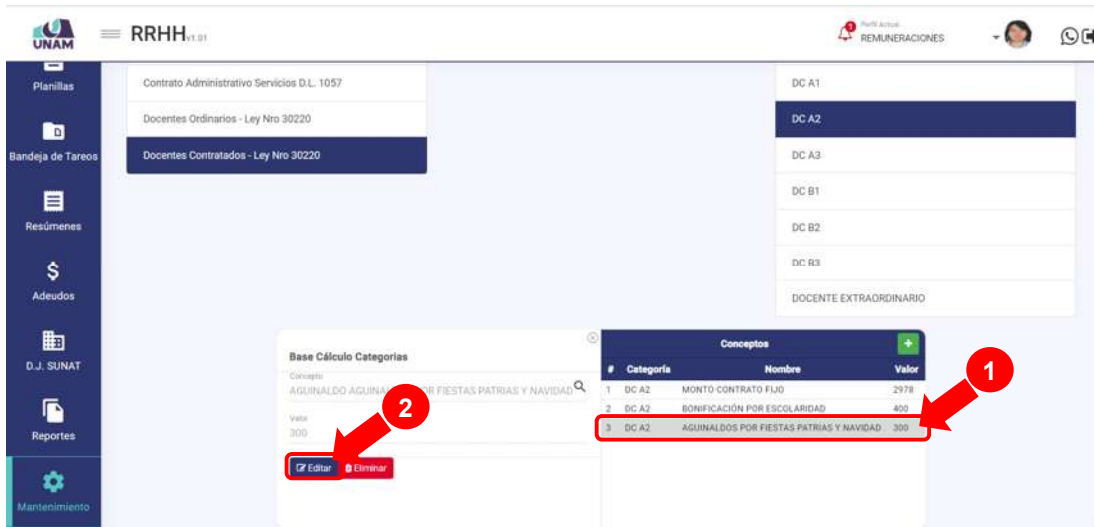 UNAM
RRHH v1.01
1
Perfil Actual
REMUNERACIONES
Planillas
Bandeja de Tareos
Resúmenes
Adeudos
D.J. SUNAT
Reportes
Mantenimiento
Contrato Administrativo Servicios D.L. 1057
Docentes Ordinarios - Ley Nro 30220
Docentes Contratados - Ley Nro 30220
DC A1
DC A2
DC A3
DC B1
DC B2
DC B3
DOCENTE EXTRAORDINARIO
Base Cálculo Categorias
Concepto
AGUINALDO AGUINAL OR FIESTAS PATRIAS Y NAVIDAD
Valor
300
2
Editar Eliminar
Conceptos +
# Categoría Nombre Valor
1 DC A2 MONTO CONTRATO FIJO 2978
2 DC A2 BONIFICACIÓN POR ESCOLARIDAD 400
3 DC A2 AGUINALDOS POR FIESTAS PATRIAS Y NAVIDAD 300
1